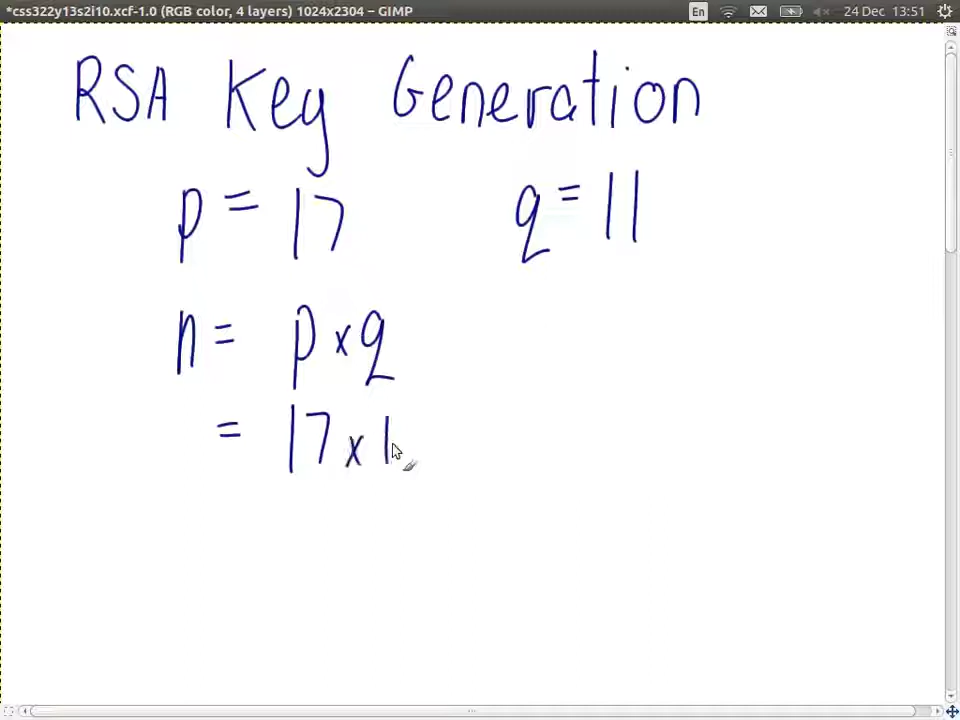 *css322y13s2i10.xcf-1.0 (RGB color, 4 layers) 1024x2304 – GIMP En 24 Dec 13:51
RSA Key Generation
p = 17 q = 11
n = p x q
= 17 x 1